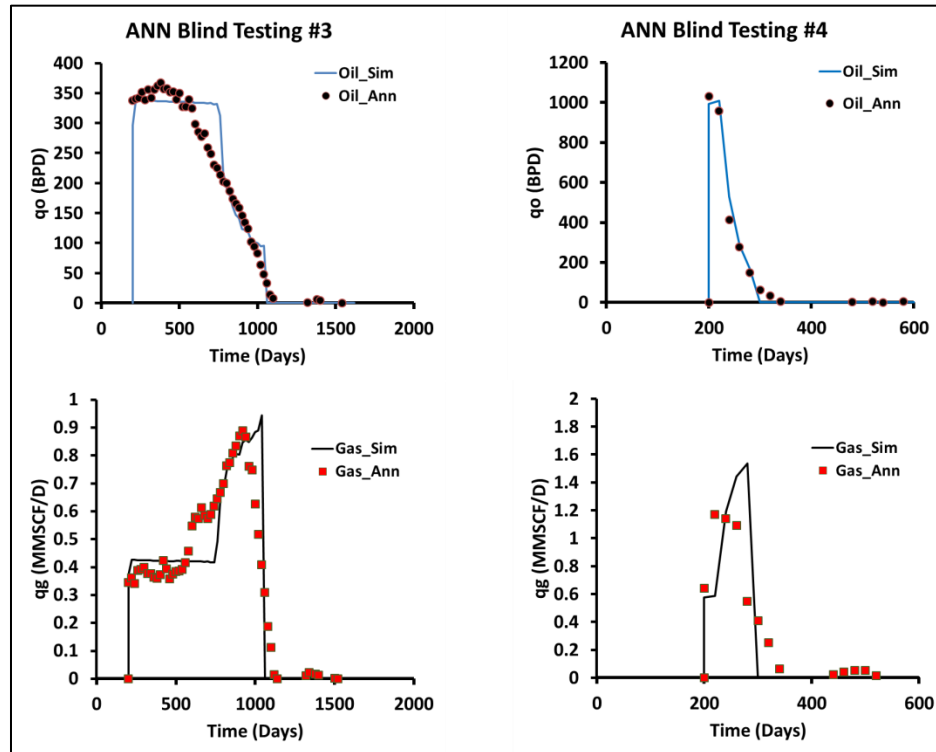 ANN Blind Testing #3
400
350
300
250
200
150
100
50
0
qo (BPD)
Oil_Sim
Oil_Ann
0 500 1000 1500 2000
Time (Days)
ANN Blind Testing #4
1200
1000
800
600
400
200
0
qo (BPD)
Oil_Sim
Oil_Ann
0 200 400 600
Time (Days)
1
0.9
0.8
0.7
0.6
0.5
0.4
0.3
0.2
0.1
0
qg (MMSCF/D)
Gas_Sim
Gas_Ann
0 500 1000 1500 2000
Time (Days)
2
1.8
1.6
1.4
1.2
1
0.8
0.6
0.4
0.2
0
qg (MMSCF/D)
Gas_Sim
Gas_Ann
0 200 400 600
Time (Days)